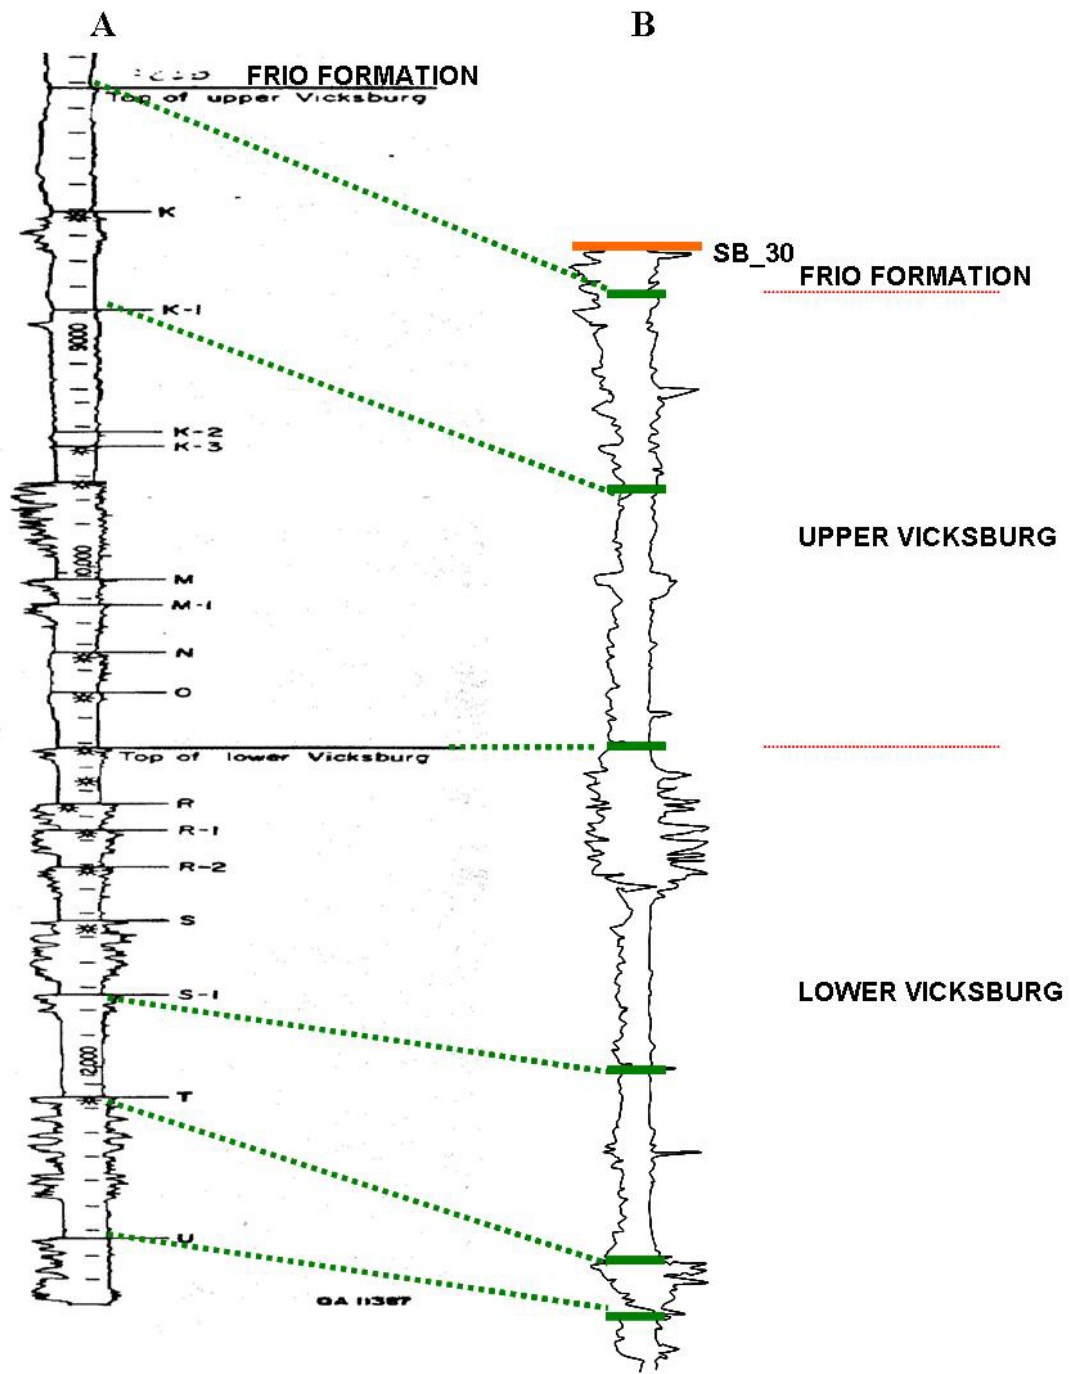 A B
FRIO FORMATION
Top of upper Vicksburg
K
SB_30
FRIO FORMATION
K-1
9000
K-2
K-3
UPPER VICKSBURG
10,000
M
M-1
N
O
Top of lower Vicksburg
R
R-1
R-2
S
S-1
LOWER VICKSBURG
12,000
T
U
QA 11387